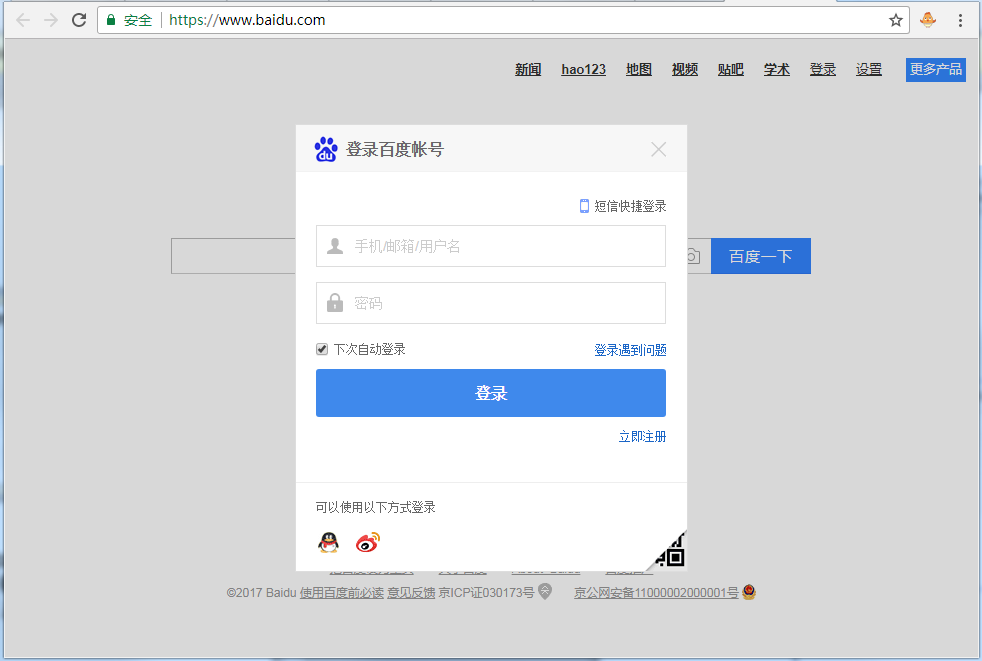 安全 https://www.baidu.com
新闻 hao123 地图 视频 贴吧 学术 登录 设置 更多产品
du 登录百度帐号
短信快捷登录
手机/邮箱/用户名
百度一下
密码
下次自动登录 登录遇到问题
登录
立即注册
可以使用以下方式登录
©2017 Baidu 使用百度前必读 意见反馈 京ICP证030173号 京公网安备11000002000001号